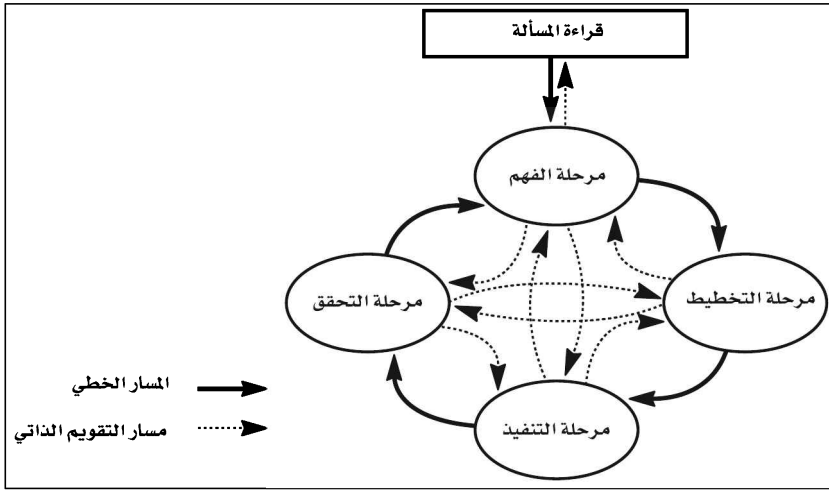 قراءة المسألة
مرحلة الفهم
مرحلة التخطيط
مرحلة التحقق
مرحلة التنفيذ
المسار الخطي
مسار التقويم الذاتي